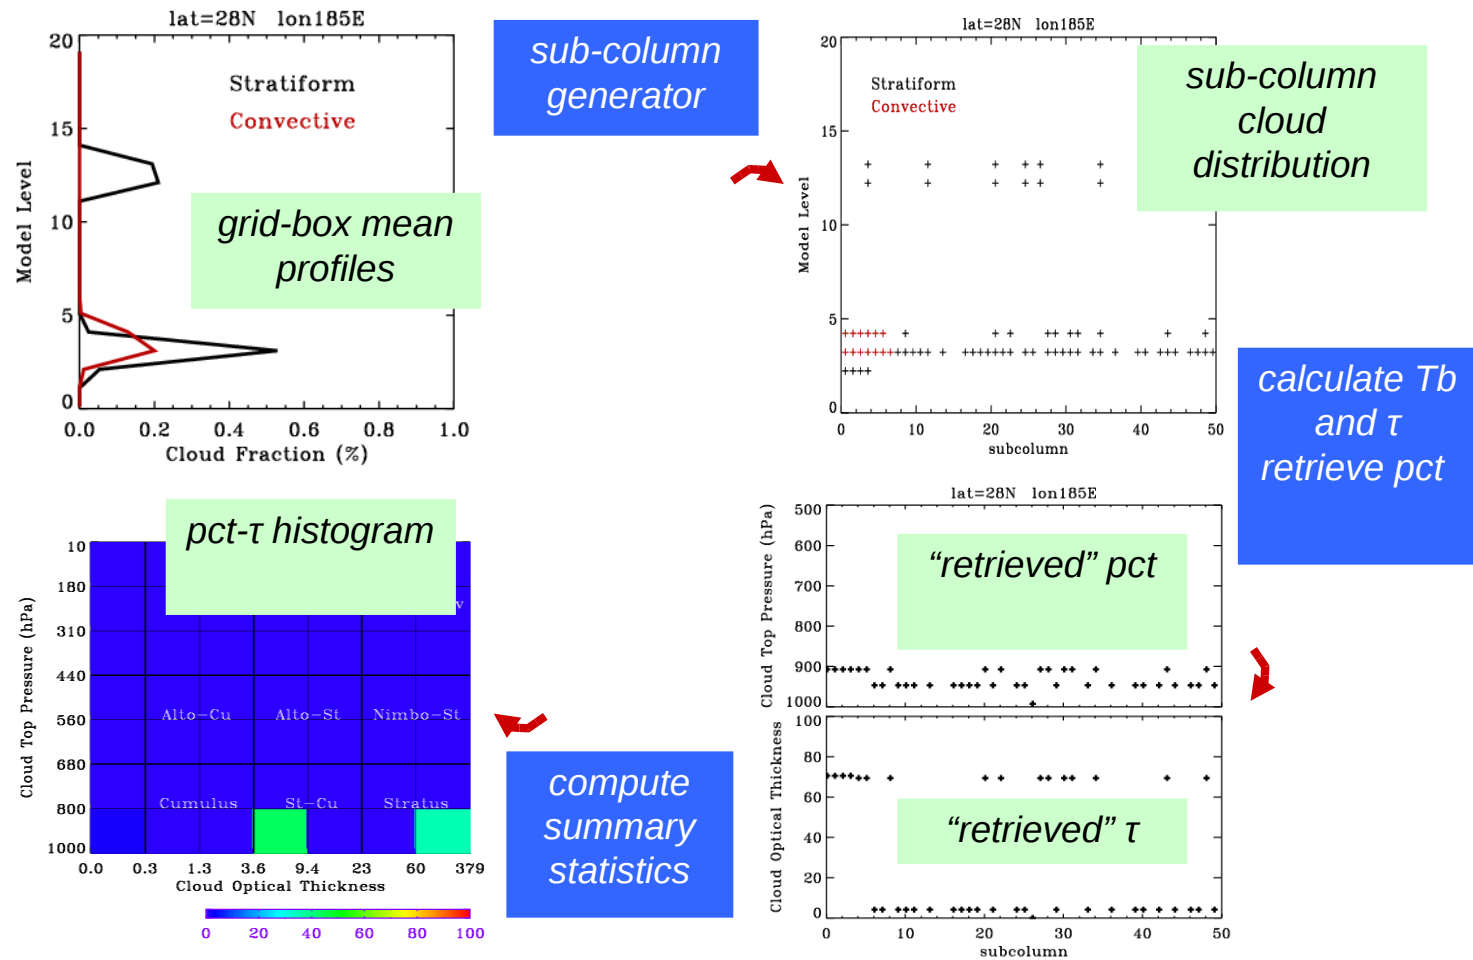 lat=28N lon185E
20
15
10
5
0
Model Level
Stratiform
Convective
grid-box mean
profiles
0.0 0.2 0.4 0.6 0.8 1.0
Cloud Fraction (%)
sub-column
generator
lat=28N lon185E
20
15
10
5
0
Model Level
Stratiform
Convective
sub-column
cloud
distribution
0 10 20 30 40 50
subcolumn
calculate Tb
and τ
retrieve pct
lat=28N lon185E
500
600
700
800
900
1000
Cloud Top Pressure (hPa)
“retrieved” pct
100
80
60
40
20
0
Cloud Optical Thickness
“retrieved” τ
0 10 20 30 40 50
subcolumn
compute
summary
statistics
pct-τ histogram
10
180
310
440
560
680
800
1000
Cloud Top Pressure (hPa)
v
Alto-Cu Alto-St Nimbo-St
Cumulus St-Cu Stratus
0.0 0.3 1.3 3.6 9.4 23 60 379
Cloud Optical Thickness
0 20 40 60 80 100